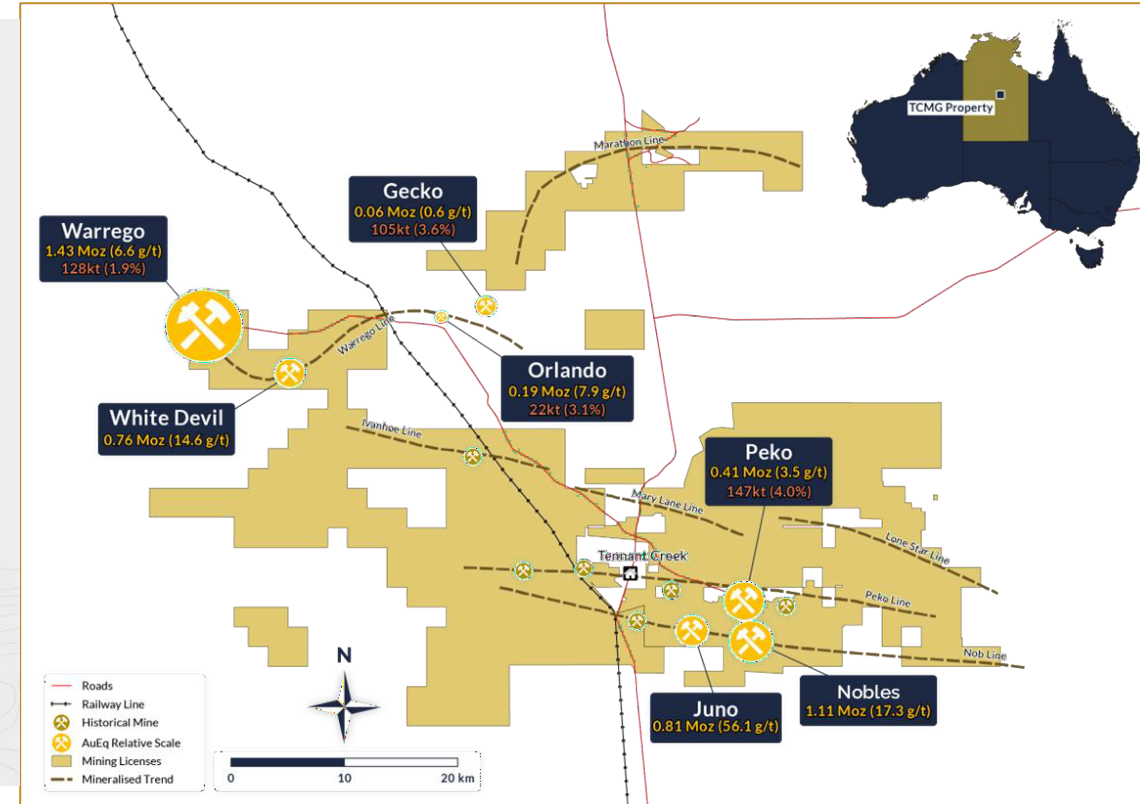 TCMG Property
Marathon Line
Gecko
0.06 Moz (0.6 g/t)
105kt (3.6%)
Warrego
1.43 Moz (6.6 g/t)
128kt (1.9%)
Warrego Line
Orlando
0.19 Moz (7.9 g/t)
22kt (3.1%)
White Devil
0.76 Moz (14.6 g/t)
Ivanhoe Line
Peko
0.41 Moz (3.5 g/t)
147kt (4.0%)
Mary Lane Line
Lone Star Line
Tennant Creek
Peko Line
Nob Line
Nobles
1.11 Moz (17.3 g/t)
Juno
0.81 Moz (56.1 g/t)
N
Roads
Railway Line
Historical Mine
AuEq Relative Scale
Mining Licenses
Mineralised Trend
0 10 20 km